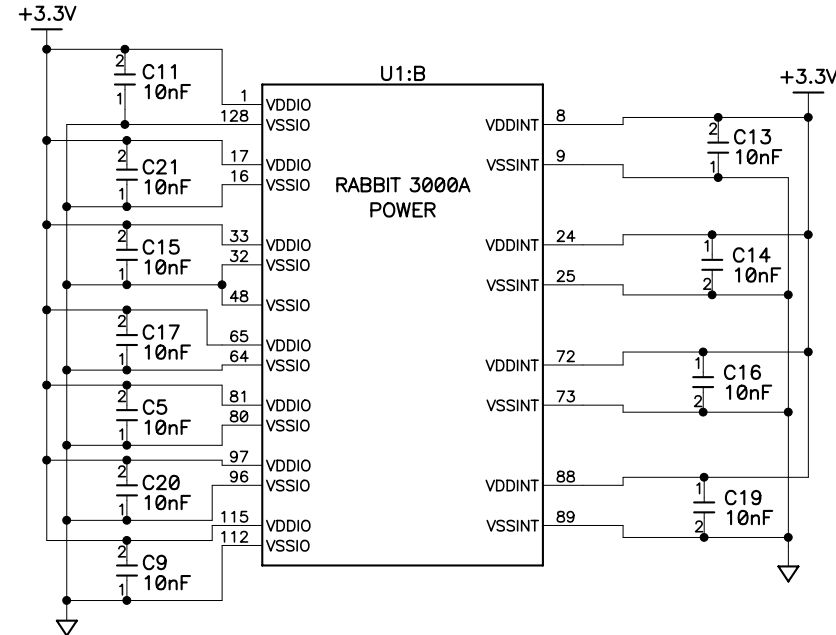 +3.3V
U1:B
+3.3V
2
C11
10nF
1
1
VDDIO
128
VSSIO
2
C21
10nF
1
17
VDDIO
16
VSSIO
2
C15
10nF
1
33
VDDIO
32
VSSIO
48
VSSIO
2
C17
10nF
1
65
VDDIO
64
VSSIO
2
C5
10nF
1
81
VDDIO
80
VSSIO
2
C20
10nF
1
97
VDDIO
96
VSSIO
2
C9
10nF
1
115
VDDIO
112
VSSIO
RABBIT 3000A
POWER
VDDINT
8
VSSINT
9
2
C13
10nF
1
VDDINT
24
VSSINT
25
1
C14
10nF
2
VDDINT
72
VSSINT
73
1
C16
10nF
2
VDDINT
88
VSSINT
89
1
C19
10nF
2